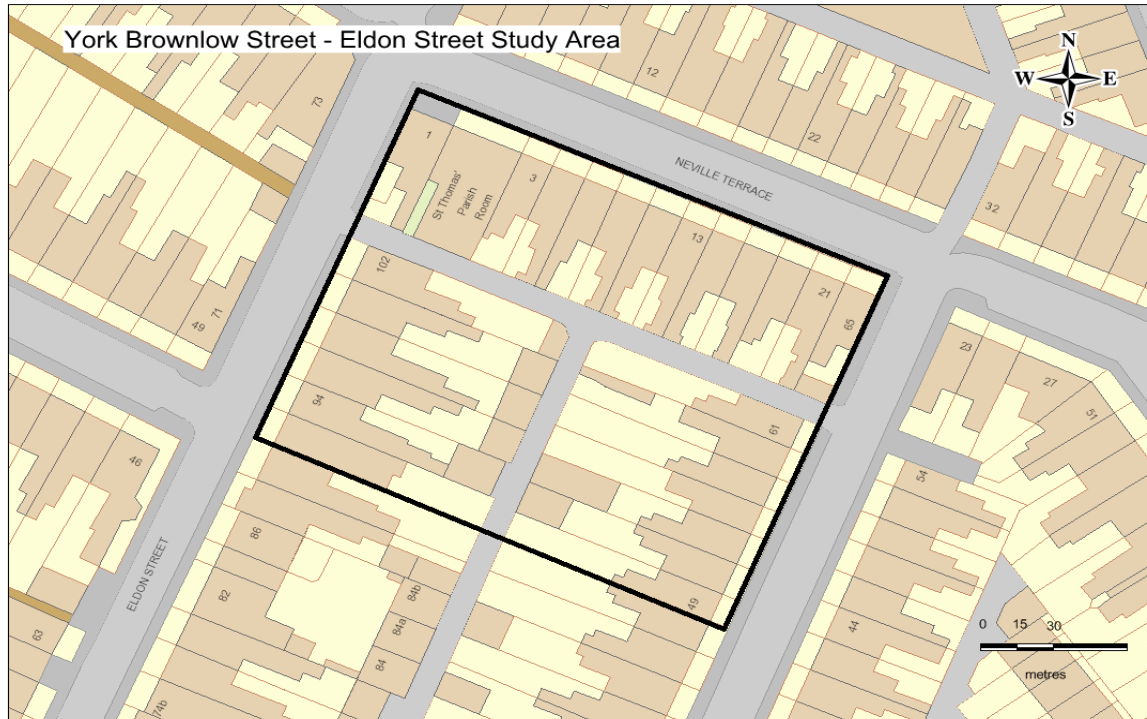 York Brownlow Street - Eldon Street Study Area
N
W
E
S
73
12
22
NEVILLE TERRACE
1
St Thomas'
Parish
Room
3
13
21
65
32
102
94
71
49
61
23
27
51
54
46
86
82
84b
84a
84
49
44
ELDON STREET
63
74b
0 15 30
metres